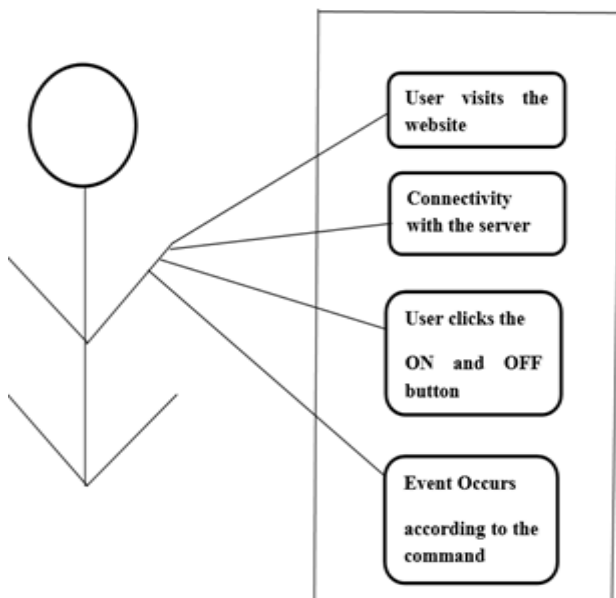 User visits the
website
Connectivity
with the server
User clicks the
ON and OFF
button
Event Occurs
according to the
command